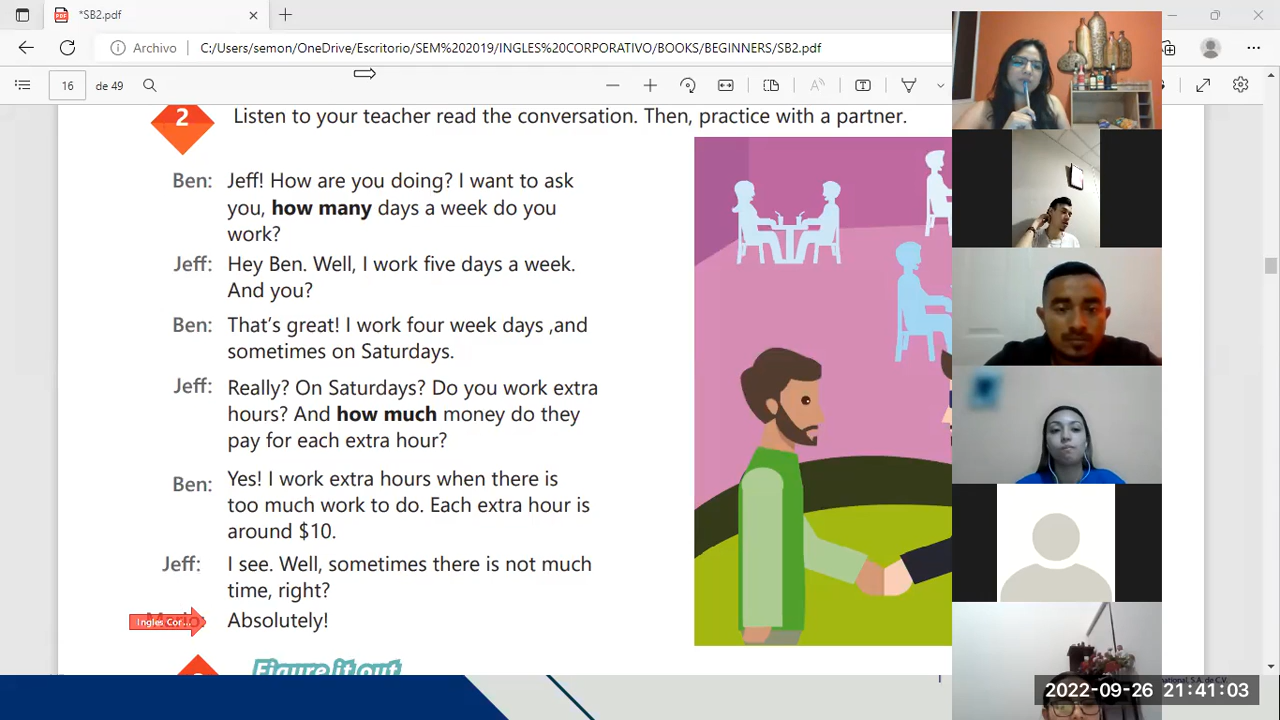 *SB2.pdf
Archivo
C:/Users/semon/OneDrive/Escritorio/SEM%202019/INGLES%20CORPORATIVO/BOOKS/BEGINNERS/SB2.pdf
16 de 49
2 Listen to your teacher read the conversation. Then, practice with a partner.
Ben: Jeff! How are you doing? I want to ask
you, how many days a week do you
work?
Jeff: Hey Ben. Well, I work five days a week.
And you?
Ben: That's great! I work four week days ,and
sometimes on Saturdays.
Jeff: Really? On Saturdays? Do you work extra
hours? And how much money do they
pay for each extra hour?
Ben: Yes! I work extra hours when there is
too much work to do. Each extra hour is
around $10.
Jeff: I see. Well, sometimes there is not much
time, right?
Ingles Cor...
Absolutely!
Figure it out
national, S.A. de C.V.
2022-09-26 21:41:03